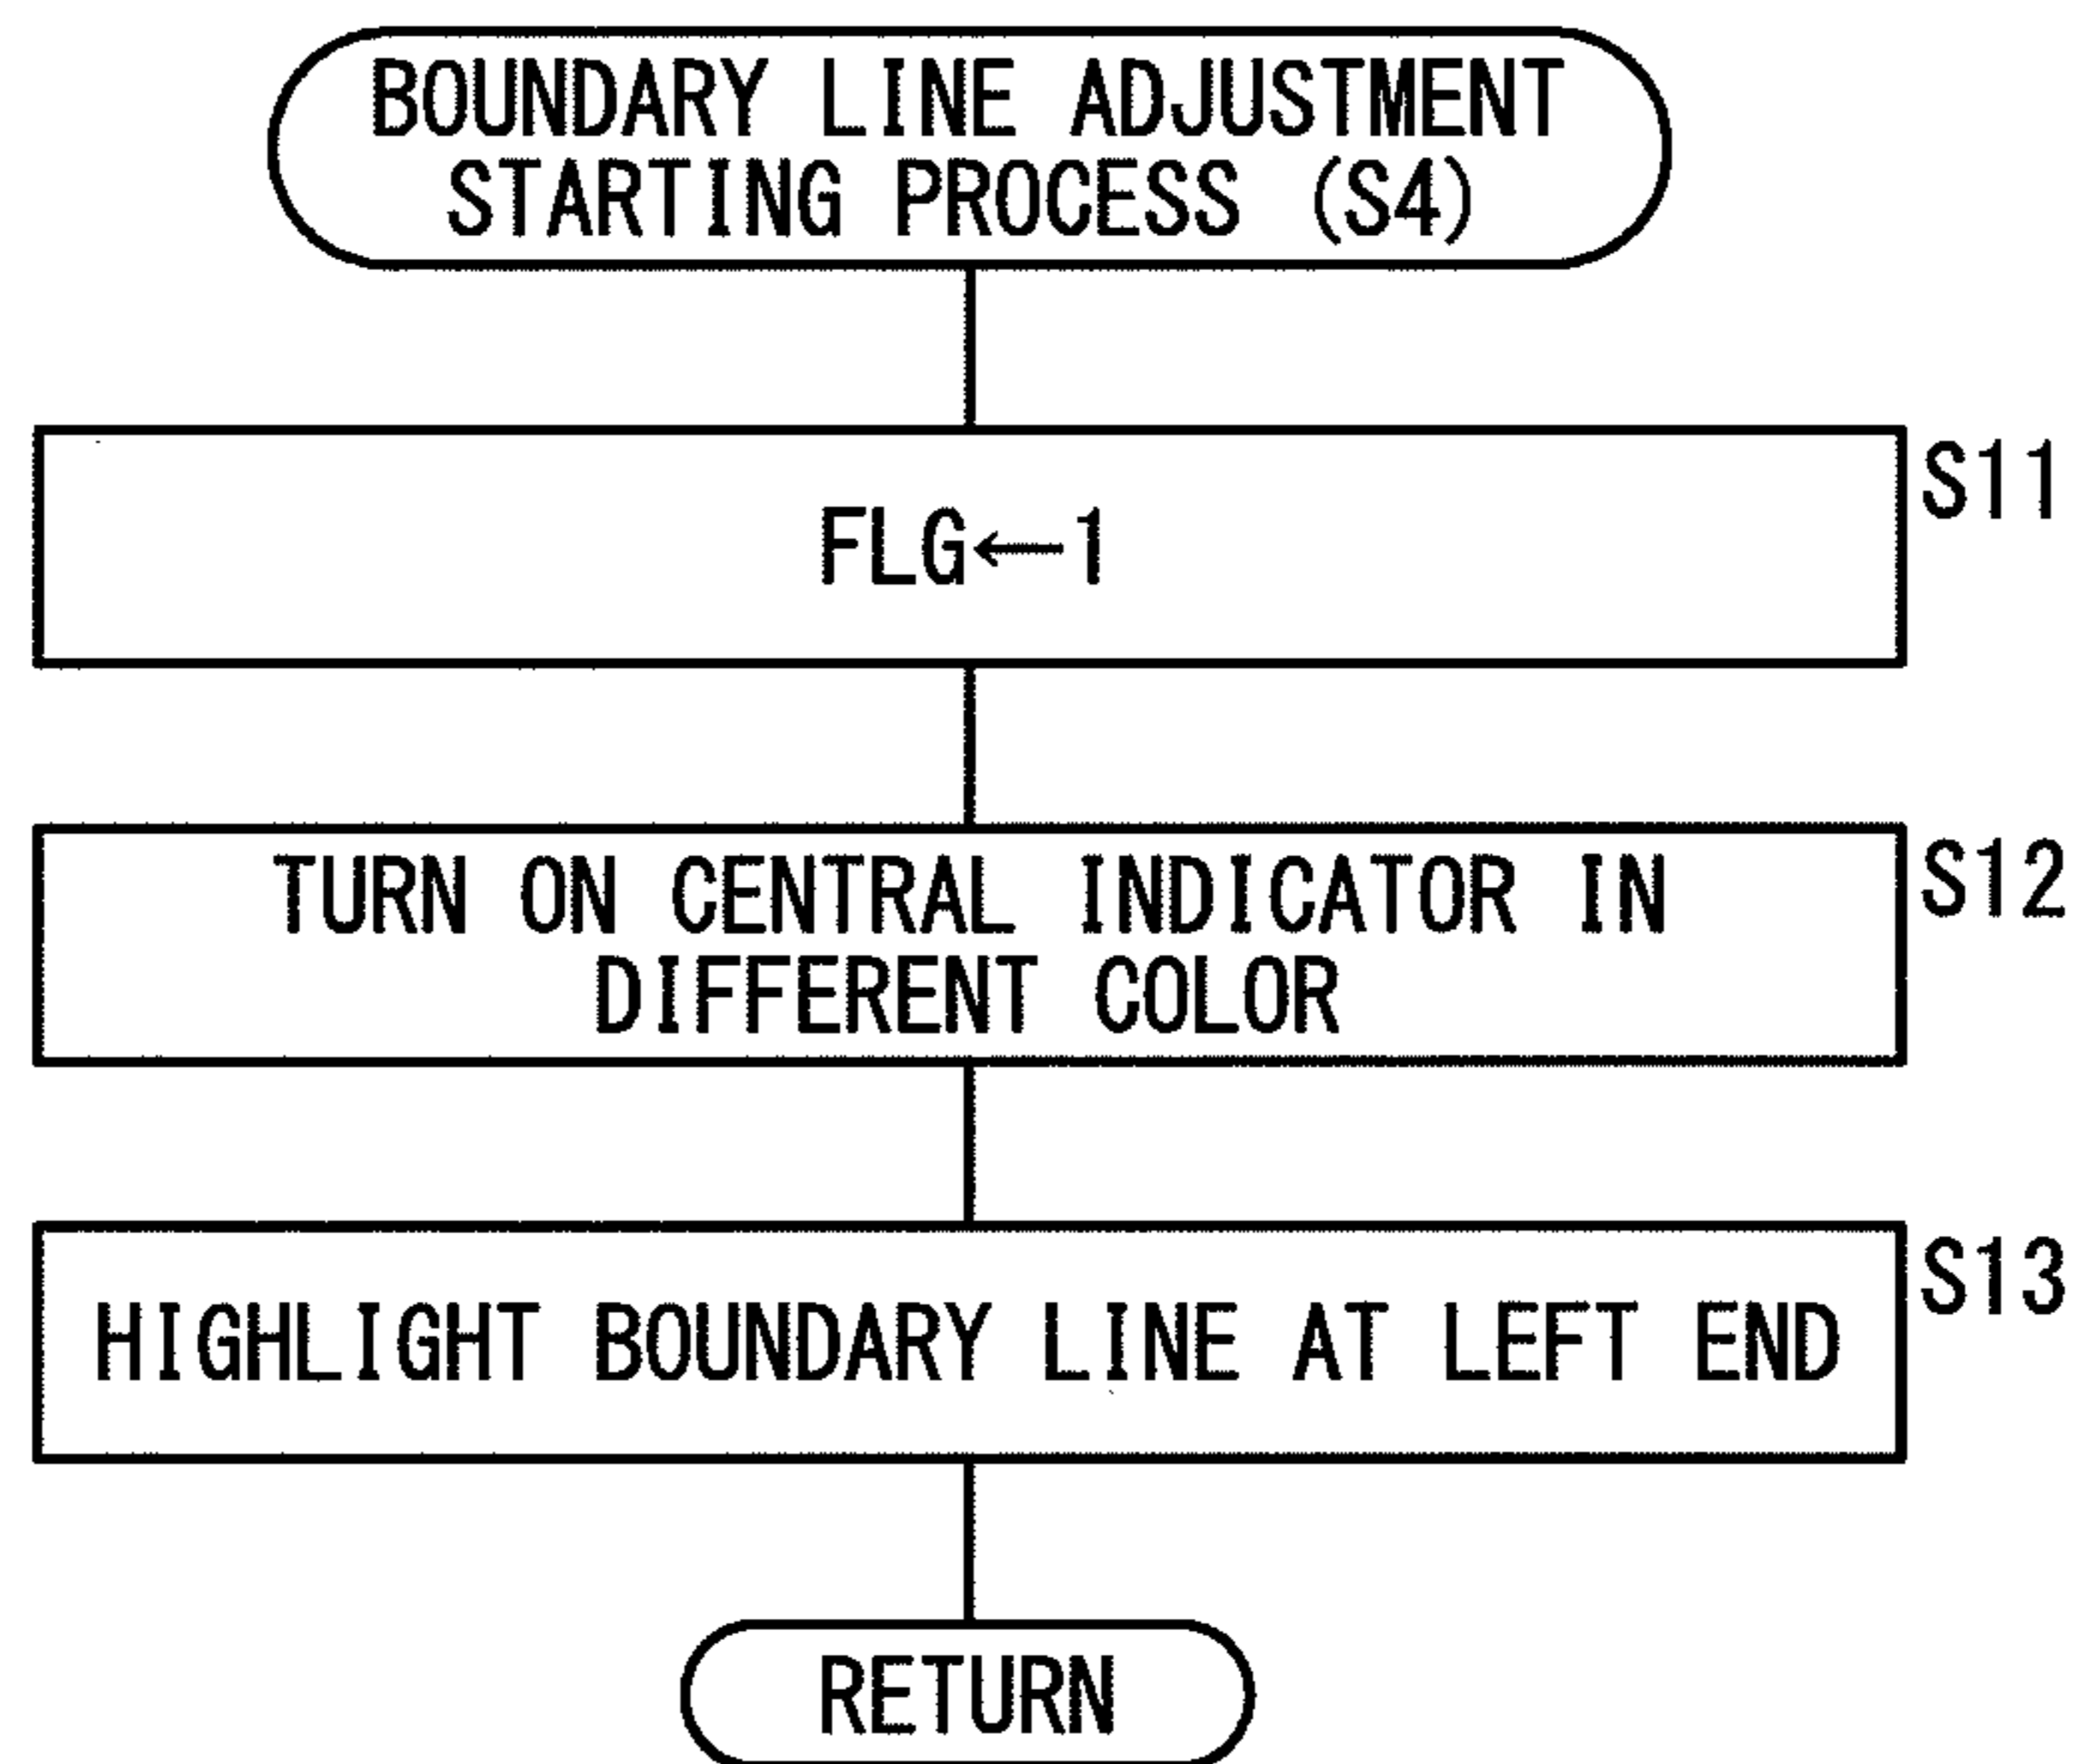 BOUNDARY LINE ADJUSTMENT
STARTING PROCESS (S4)
S11
FLG←1
S12
TURN ON CENTRAL INDICATOR IN
DIFFERENT COLOR
S13
HIGHLIGHT BOUNDARY LINE AT LEFT END
RETURN